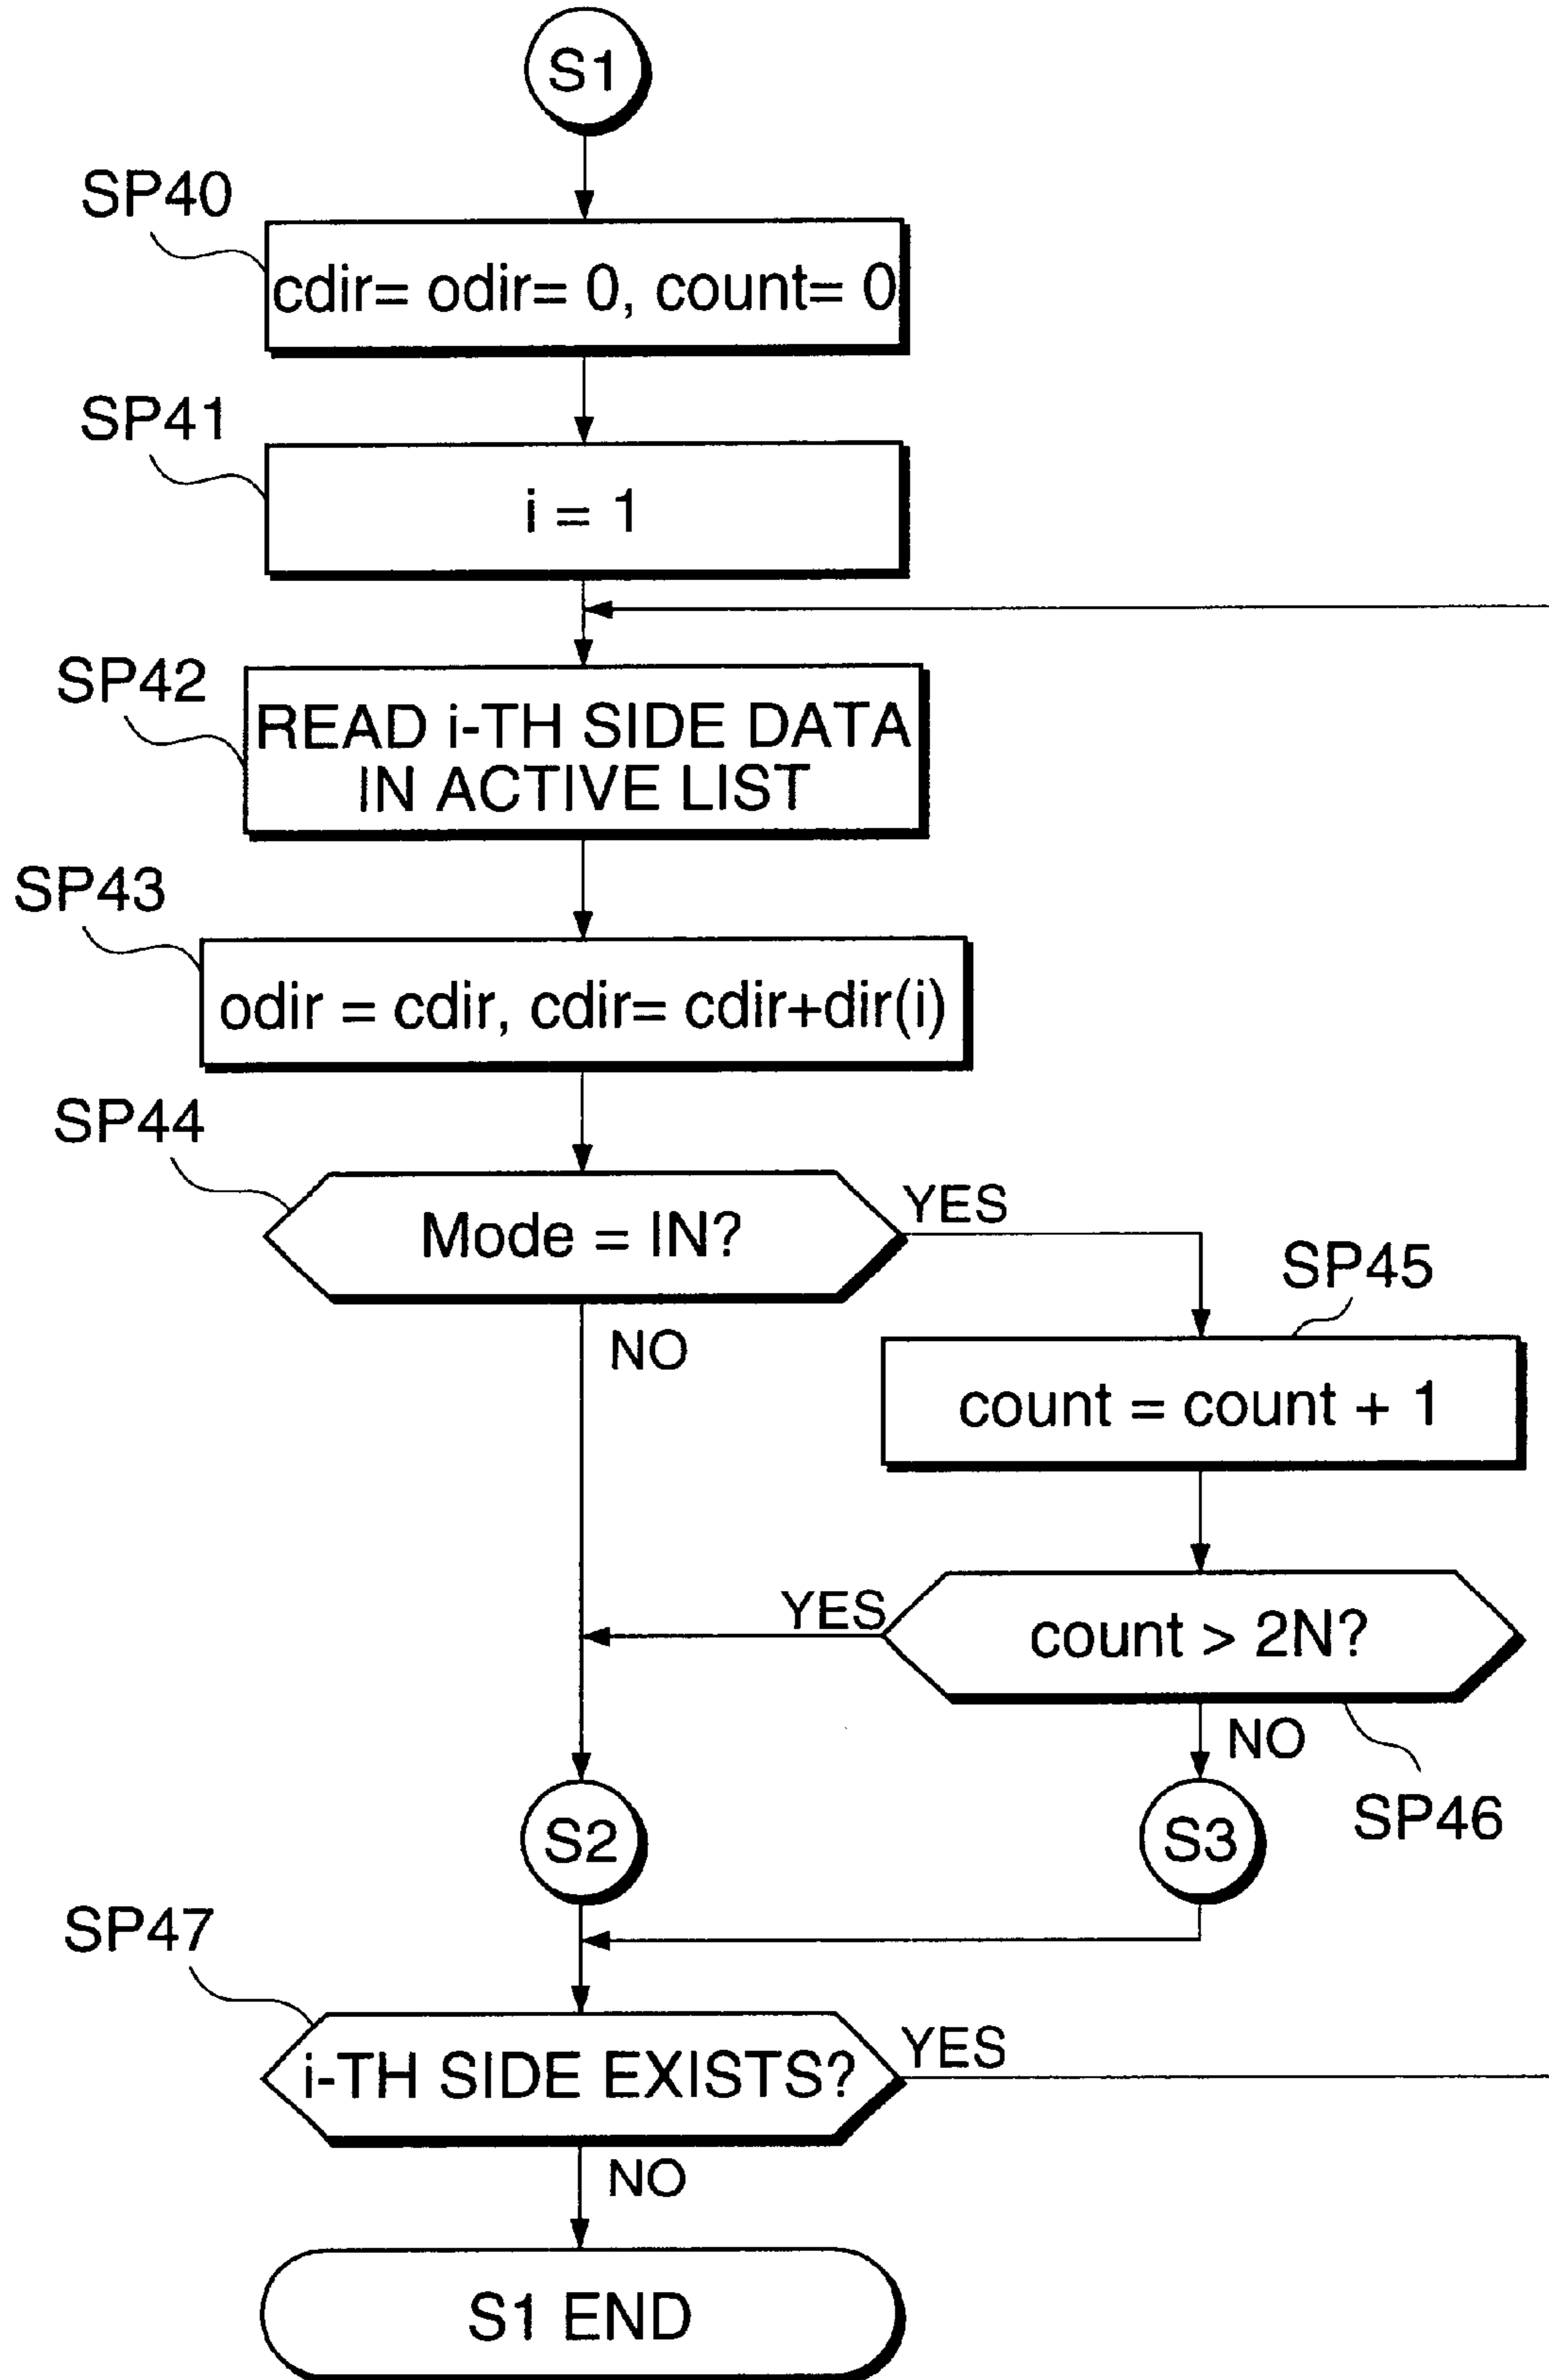 S1
SP40
cdir= odir= 0, count= 0
SP41
i = 1
SP42
READ i-TH SIDE DATA
IN ACTIVE LIST
SP43
odir = cdir, cdir= cdir+dir(i)
SP44
Mode = IN?
YES
NO
SP45
count = count + 1
YES
count > 2N?
NO
SP46
S2
S3
SP47
i-TH SIDE EXISTS?
YES
NO
S1 END